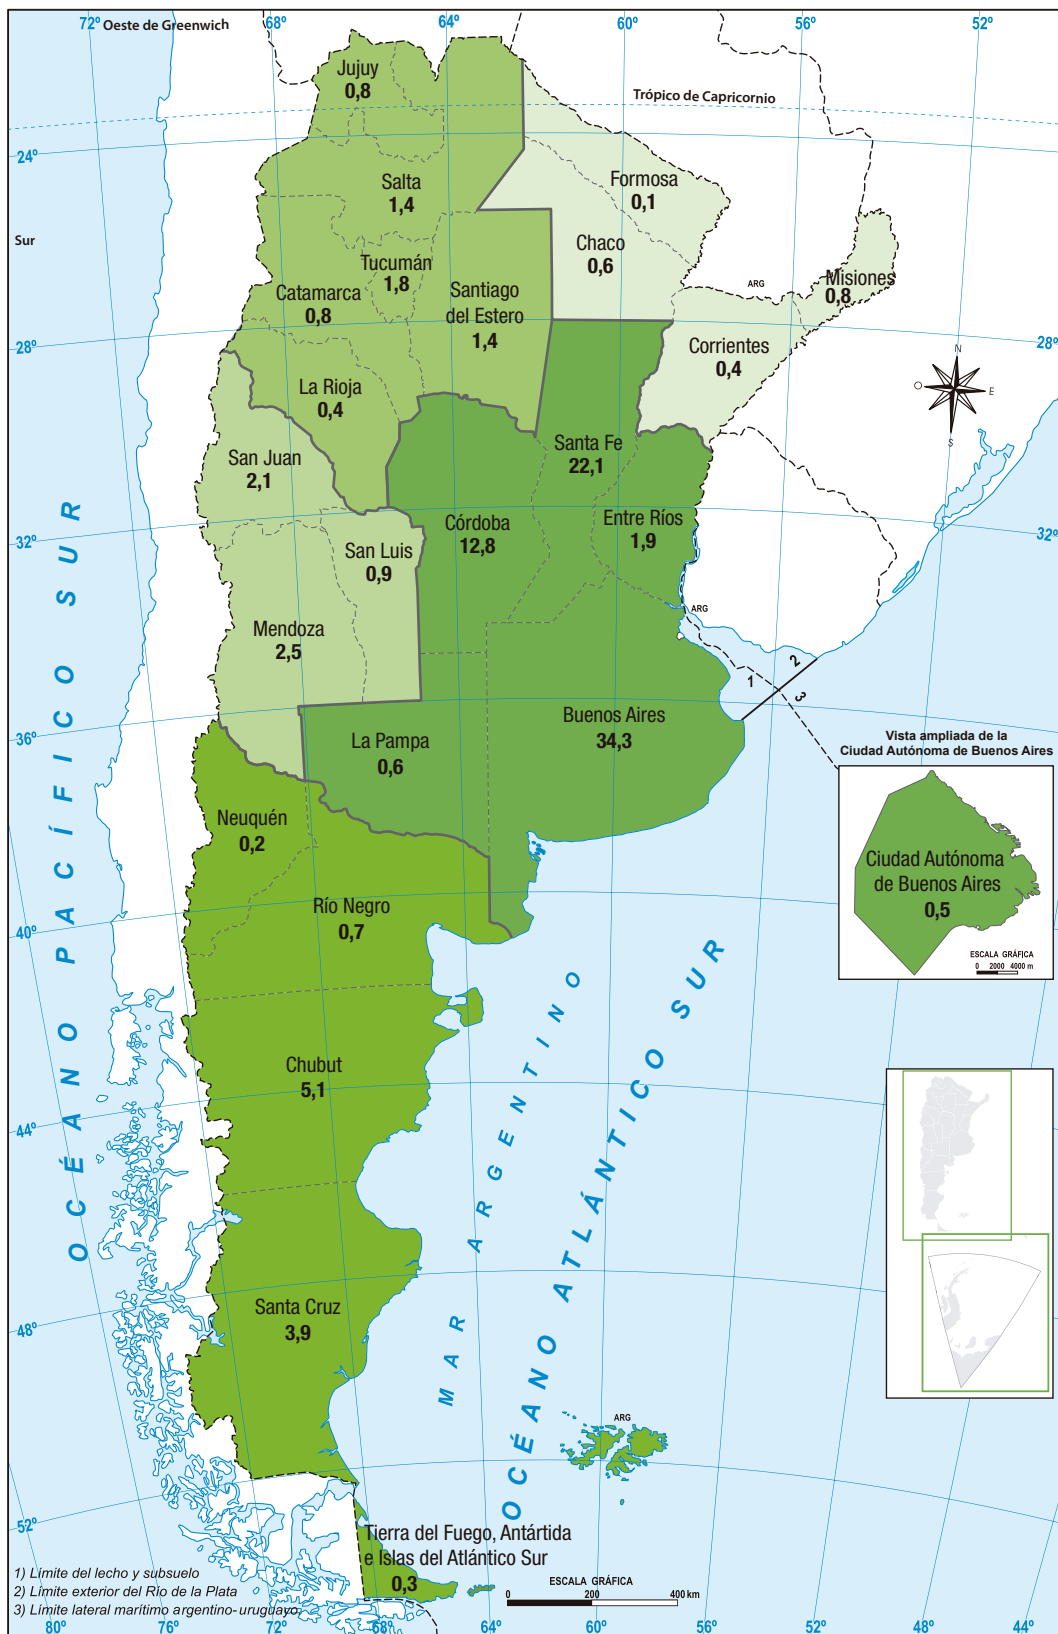 72º Oeste de Greenwich
68º
64º
60º
56º
52º
Trópico de Capricornio
24º
Sur
28º
32º
36º
40º
44º
48º
52º
28º
32º
Jujuy
0,8
Salta
1,4
Formosa
0,1
Chaco
0,6
Tucumán
1,8
Catamarca
0,8
Santiago
del Estero
1,4
Misiones
0,8
ARG
Corrientes
0,4
La Rioja
0,4
N
O
E
S
San Juan
2,1
Santa Fe
22,1
Córdoba
12,8
Entre Ríos
1,9
San Luis
0,9
Mendoza
2,5
ARG
1
2
3
La Pampa
0,6
Buenos Aires
34,3
Vista ampliada de la
Ciudad Autónoma de Buenos Aires
Ciudad Autónoma
de Buenos Aires
0,5
ESCALA GRÁFICA
0 2000 4000 m
Neuquén
0,2
Río Negro
0,7
Chubut
5,1
Santa Cruz
3,9
OCÉANO PACÍFICO SUR
MAR ARGENTINO
OCÉANO ATLÁNTICO SUR
ARG
Tierra del Fuego, Antártida
e Islas del Atlántico Sur
0,3
ESCALA GRÁFICA
0 200 400 km
1) Límite del lecho y subsuelo
2) Límite exterior del Río de la Plata
3) Límite lateral marítimo argentino-uruguayo.
80º
76º
72º
68º
64º
60º
56º
52º
48º
44º